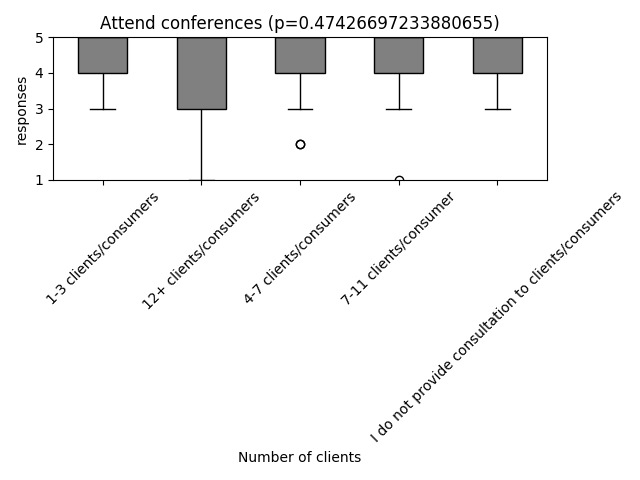 Attend conferences (p=0.47426697233880655)
5
4
3
2
1
responses
1-3 clients/consumers
12+ clients/consumers
4-7 clients/consumers
7-11 clients/consumer
I do not provide consultation to clients/consumers
Number of clients